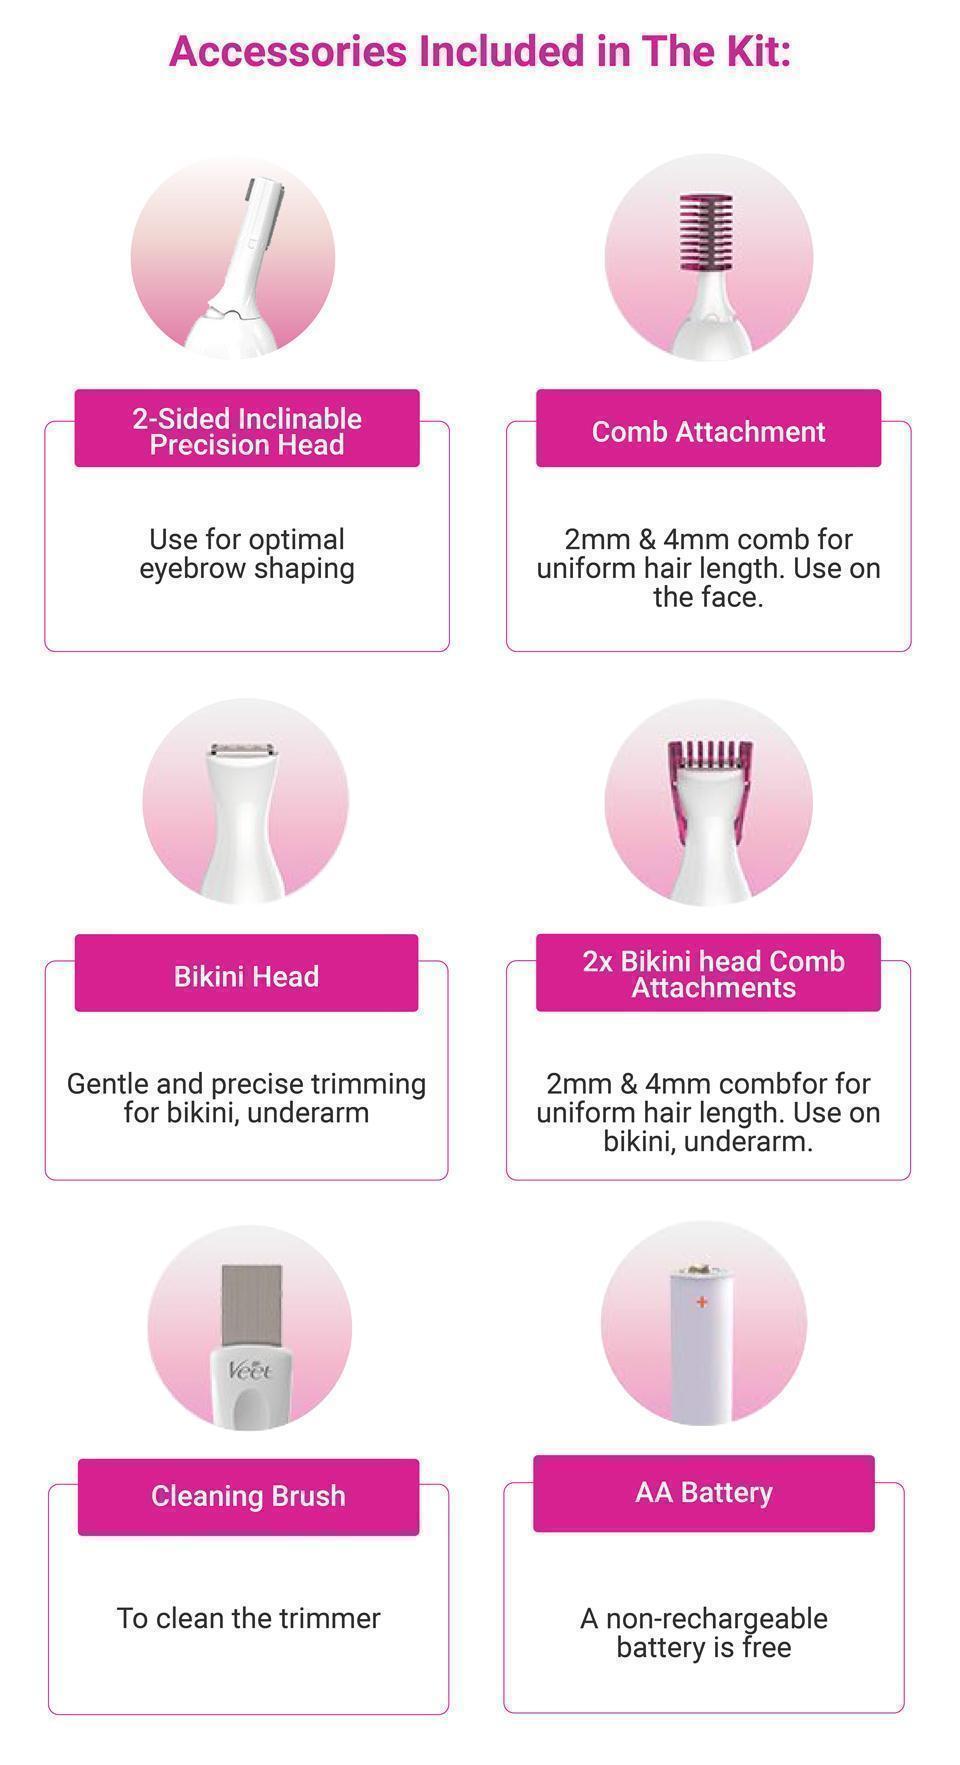 Accessories Included in The Kit:
2-Sided Inclinable
Precision Head
Use for optimal
eyebrow shaping
Comb Attachment
2mm & 4mm comb for
uniform hair length. Use on
the face.
Bikini Head
Gentle and precise trimming
for bikini, underarm
2x Bikini head Comb
Attachments
2mm & 4mm combfor for
uniform hair length. Use on
bikini, underarm.
Veet
Cleaning Brush
To clean the trimmer
+
AA Battery
A non-rechargeable
battery is free